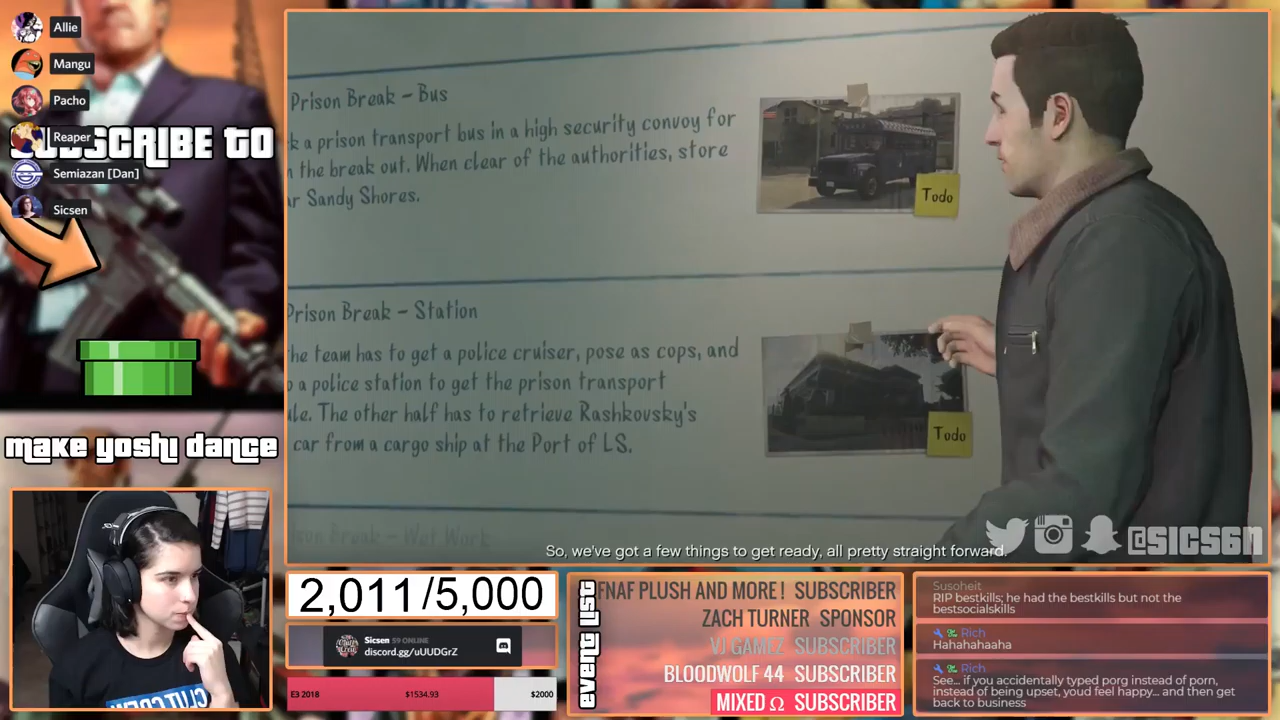 Allie
Mangu
Pacho
Reaper
SUBSCRIBE TO
Semiazan [Dan]
Sicsen
make yoshi dance
Prison Break - Bus
k a prison transport bus in a high security convoy for
the break out. When clear of the authorities, store
Sandy Shores.
Todo
Prison Break - Station
the team has to get a police cruiser, pose as cops, and
a police station to get the prison transport
The other half has to retrieve Rashkovsky's
car from a cargo ship at the Port of LS.
Todo
Break - Wet Work
So, we've got a few things to get ready, all pretty straight forward.
@SICS6N
2,011/5,000
Sicsen 59 ONLINE
discord.gg/uUUDGrZ
E3 2018 $1534.93 $2000
event list
FNAF PLUSH AND MORE! SUBSCRIBER
ZACH TURNER SPONSOR
VJ GAMEZ SUBSCRIBER
BLOODWOLF 44 SUBSCRIBER
MIXED Ω SUBSCRIBER
Susoheit
RIP bestkills; he had the bestkills but not the
bestsocialskills
Rich
Hahahahaaha
Rich
See... if you accidentally typed porg instead of porn,
instead of being upset, youd feel happy... and then get
back to business